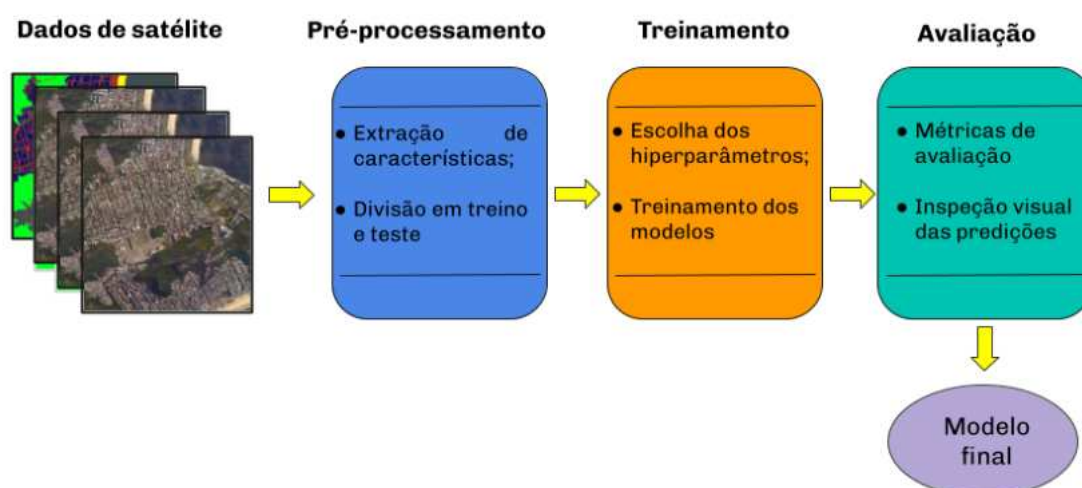 Dados de satélite
Pré-processamento
Treinamento
Avaliação
● Extração de
características;
● Divisão em treino
e teste
● Escolha dos
hiperparâmetros;
● Treinamento dos
modelos
● Métricas de
avaliação
● Inspeção visual
das predições
Modelo
final